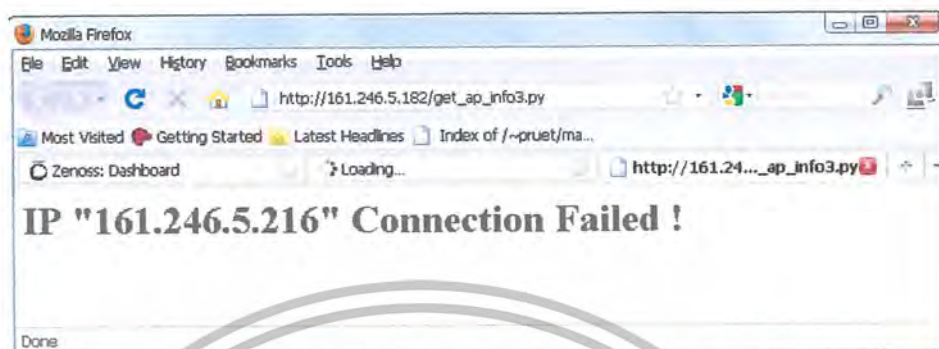 Mozilla Firefox
File Edit View History Bookmarks Tools Help
http://161.246.5.182/get_ap_info3.py
Most Visited Getting Started Latest Headlines Index of /~pruet/ma...
Zenoss: Dashboard Loading... http://161.24..._ap_info3.py
IP "161.246.5.216" Connection Failed !
Done